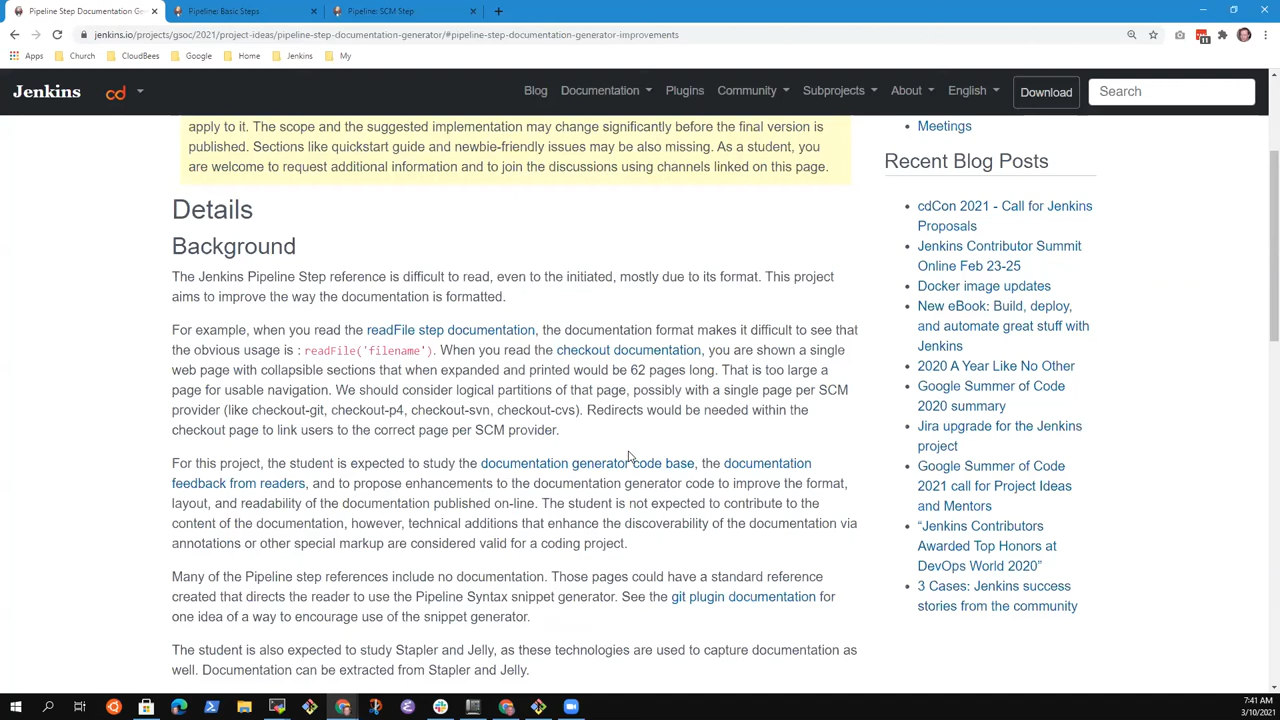 Pipeline Step Documentation Ge
Pipeline: Basic Steps
Pipeline: SCM Step
jenkins.io/projects/gsoc/2021/project-ideas/pipeline-step-documentation-generator/#pipeline-step-documentation-generator-improvements
11
Apps Church CloudBees Google Home Jenkins My
Jenkins cd Blog Documentation Plugins Community Subprojects About English Download Search
apply to it. The scope and the suggested implementation may change significantly before the final version is
published. Sections like quickstart guide and newbie-friendly issues may be also missing. As a student, you
are welcome to request additional information and to join the discussions using channels linked on this page.
Details
Background
The Jenkins Pipeline Step reference is difficult to read, even to the initiated, mostly due to its format. This project
aims to improve the way the documentation is formatted.
For example, when you read the readFile step documentation, the documentation format makes it difficult to see that
the obvious usage is : readFile('filename'). When you read the checkout documentation, you are shown a single
web page with collapsible sections that when expanded and printed would be 62 pages long. That is too large a
page for usable navigation. We should consider logical partitions of that page, possibly with a single page per SCM
provider (like checkout-git, checkout-p4, checkout-svn, checkout-cvs). Redirects would be needed within the
checkout page to link users to the correct page per SCM provider.
For this project, the student is expected to study the documentation generator code base, the documentation
feedback from readers, and to propose enhancements to the documentation generator code to improve the format,
layout, and readability of the documentation published on-line. The student is not expected to contribute to the
content of the documentation, however, technical additions that enhance the discoverability of the documentation via
annotations or other special markup are considered valid for a coding project.
Many of the Pipeline step references include no documentation. Those pages could have a standard reference
created that directs the reader to use the Pipeline Syntax snippet generator. See the git plugin documentation for
one idea of a way to encourage use of the snippet generator.
The student is also expected to study Stapler and Jelly, as these technologies are used to capture documentation as
well. Documentation can be extracted from Stapler and Jelly.
Meetings
Recent Blog Posts
cdCon 2021 - Call for Jenkins
Proposals
Jenkins Contributor Summit
Online Feb 23-25
Docker image updates
New eBook: Build, deploy,
and automate great stuff with
Jenkins
2020 A Year Like No Other
Google Summer of Code
2020 summary
Jira upgrade for the Jenkins
project
Google Summer of Code
2021 call for Project Ideas
and Mentors
“Jenkins Contributors
Awarded Top Honors at
DevOps World 2020”
3 Cases: Jenkins success
stories from the community
7:41 AM
3/10/2021